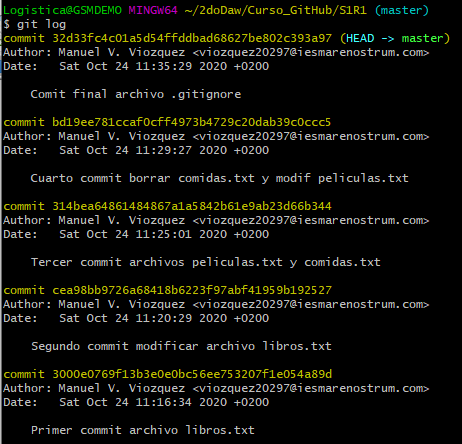 Logistica@GSMDEMO MINGW64 ~/2doDaw/Curso_GitHub/S1R1 (master)
$ git log
commit 32d33fc4c01a5d54ffddbad68627be802c393a97 (HEAD -> master)
Author: Manuel V. Viozquez <viozquez20297@iesmarenostrum.com>
Date:   Sat Oct 24 11:35:29 2020 +0200
Comit final archivo .gitignore
commit bd19ee781ccaf0cff4973b4729c20dab39c0ccc5
Author: Manuel V. Viozquez <viozquez20297@iesmarenostrum.com>
Date:   Sat Oct 24 11:29:27 2020 +0200
Cuarto commit borrar comidas.txt y modif peliculas.txt
commit 314bea64861484867a1a5842b61e9ab23d66b344
Author: Manuel V. Viozquez <viozquez20297@iesmarenostrum.com>
Date:   Sat Oct 24 11:25:01 2020 +0200
Tercer commit archivos peliculas.txt y comidas.txt
commit cea98bb9726a68418b6223f97abf41959b192527
Author: Manuel V. Viozquez <viozquez20297@iesmarenostrum.com>
Date:   Sat Oct 24 11:20:29 2020 +0200
Segundo commit modificar archivo libros.txt
commit 3000e0769f13b3e0e0bc56ee753207f1e054a89d
Author: Manuel V. Viozquez <viozquez20297@iesmarenostrum.com>
Date:   Sat Oct 24 11:16:34 2020 +0200
Primer commit archivo libros.txt